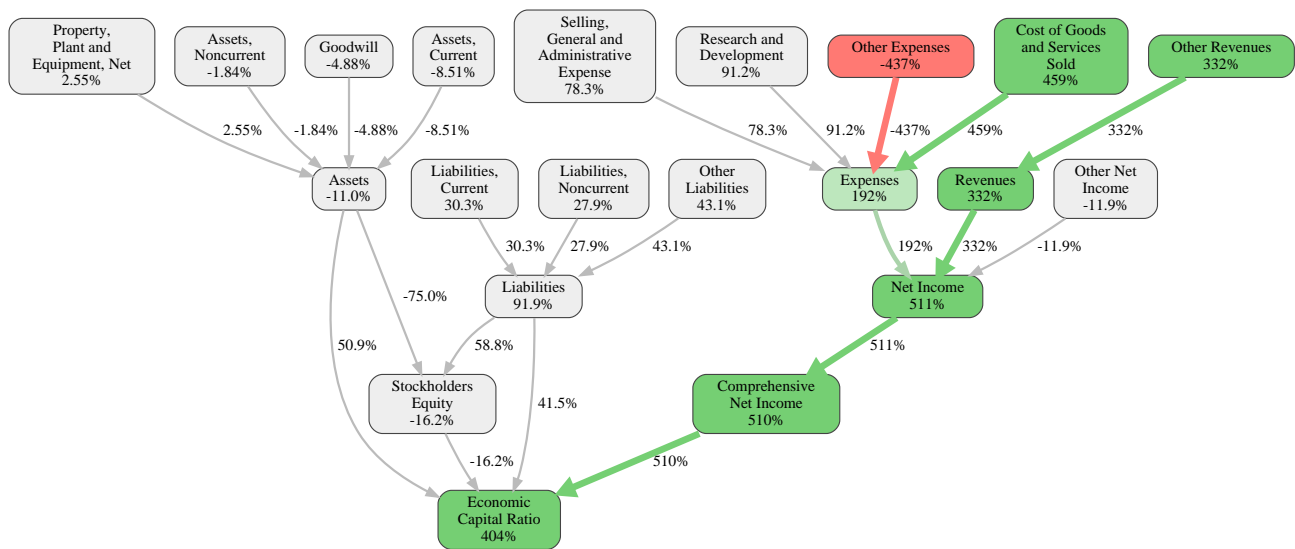 Property,
Plant and
Equipment, Net
2.55%
Assets,
Noncurrent
-1.84%
Goodwill
-4.88%
Assets,
Current
-8.51%
Selling,
General and
Administrative
Expense
78.3%
Research and
Development
91.2%
Other Expenses
-437%
Cost of Goods
and Services
Sold
459%
Other Revenues
332%
2.55%
-1.84%
-4.88%
-8.51%
78.3%
91.2%
-437%
459%
332%
Assets
-11.0%
Liabilities,
Current
30.3%
Liabilities,
Noncurrent
27.9%
Other
Liabilities
43.1%
Expenses
192%
Revenues
332%
Other Net
Income
-11.9%
30.3%
27.9%
43.1%
192%
332%
-11.9%
-75.0%
Liabilities
91.9%
Net Income
511%
50.9%
58.8%
511%
Stockholders
Equity
-16.2%
41.5%
Comprehensive
Net Income
510%
-16.2%
510%
Economic
Capital Ratio
404%